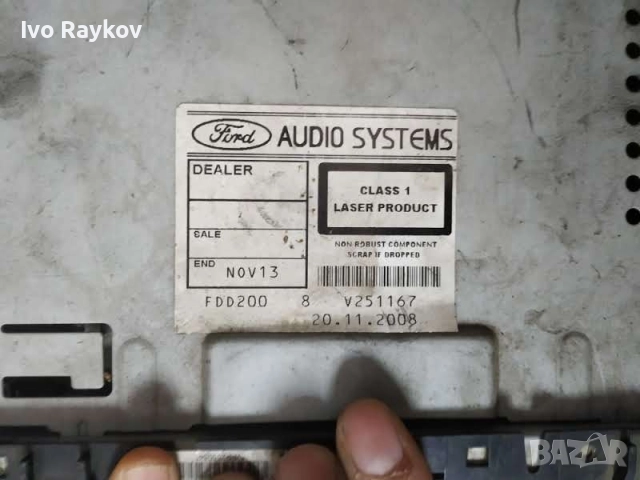 Ivo Raykov
Ford AUDIO SYSTEMS
DEALER
CLASS 1
LASER PRODUCT
SALE
NON ROBUST COMPONENT
SCRAP IF DROPPED
END NOV13
FDD200 8 V251167
20.11.2008
BAZAR